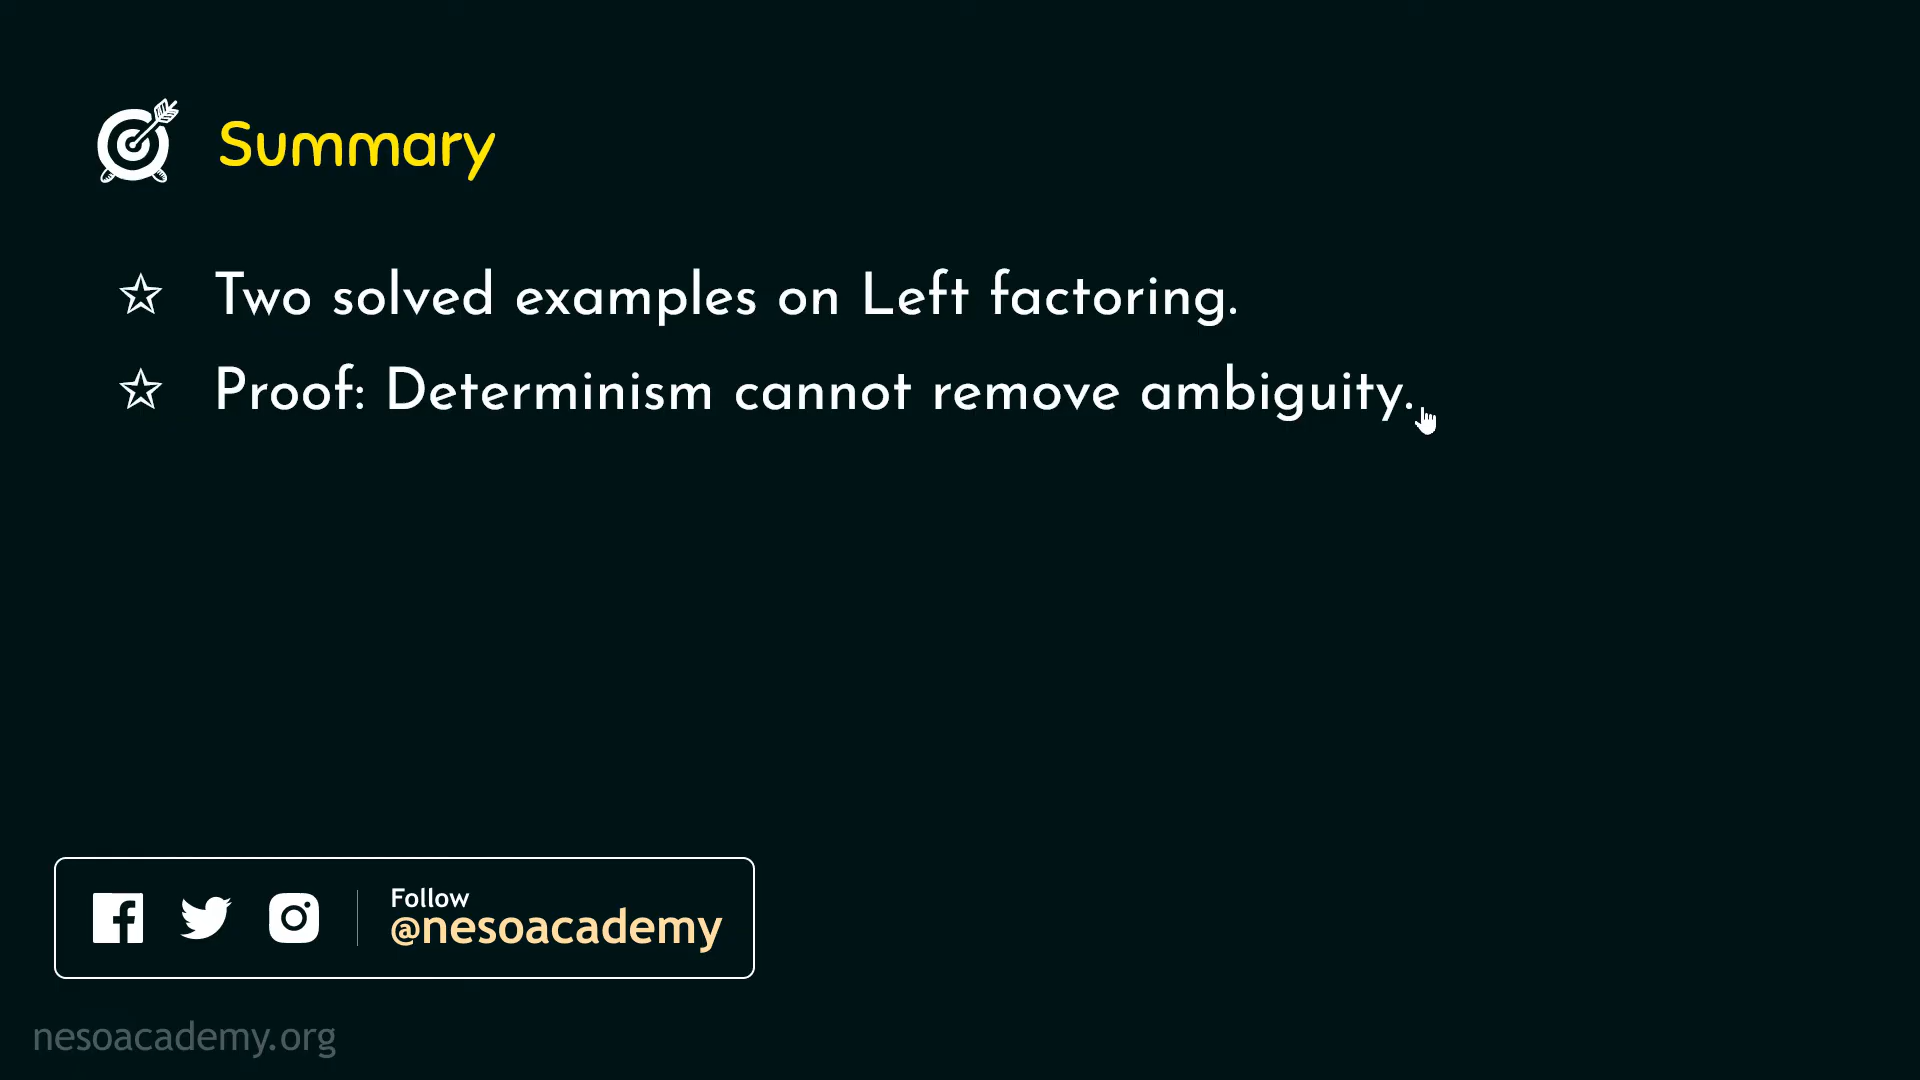 Summary
Two solved examples on Left factoring.
Proof: Determinism cannot remove ambiguity.
Follow
@nesoacademy
nesoacademy.org